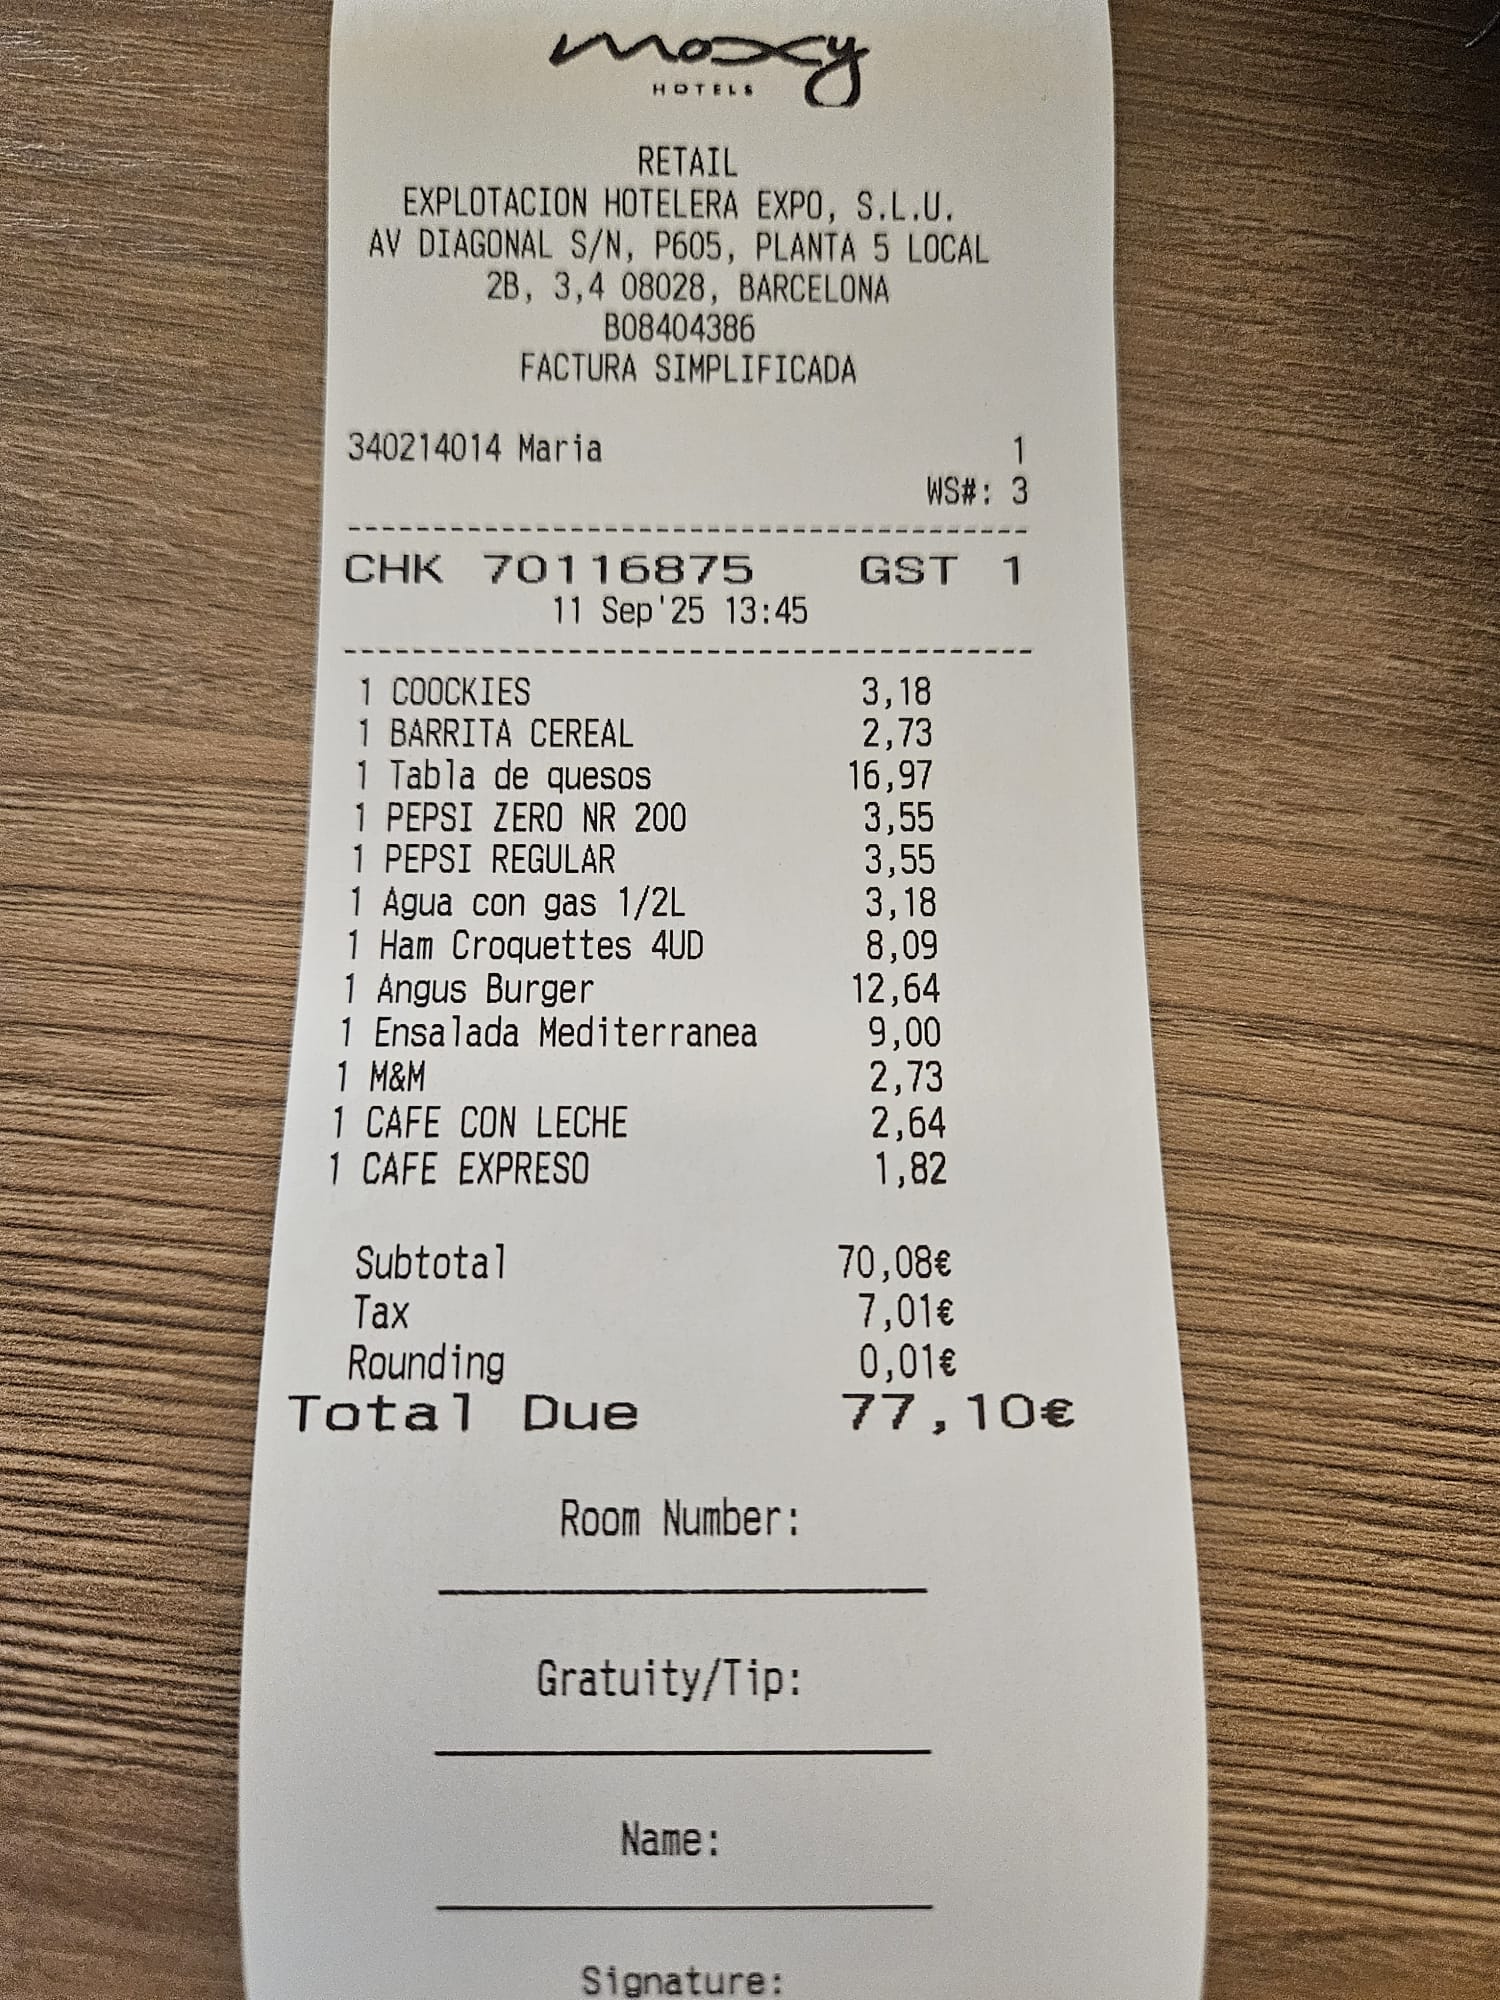 moxy
HOTELS
RETAIL
EXPLOTACION HOTELERA EXPO, S.L.U.
AV DIAGONAL S/N, P605, PLANTA 5 LOCAL
2B, 3,4 08028, BARCELONA
B08404386
FACTURA SIMPLIFICADA
340214014 Maria 1
WS#: 3
----------------------------------------
CHK 70116875 GST 1
11 Sep'25 13:45
----------------------------------------
1 COOCKIES 3,18
1 BARRITA CEREAL 2,73
1 Tabla de quesos 16,97
1 PEPSI ZERO NR 200 3,55
1 PEPSI REGULAR 3,55
1 Agua con gas 1/2L 3,18
1 Ham Croquettes 4UD 8,09
1 Angus Burger 12,64
1 Ensalada Mediterranea 9,00
1 M&M 2,73
1 CAFE CON LECHE 2,64
1 CAFE EXPRESO 1,82
Subtotal 70,08€
Tax 7,01€
Rounding 0,01€
Total Due 77,10€
Room Number:
Gratuity/Tip:
Name:
Signature: